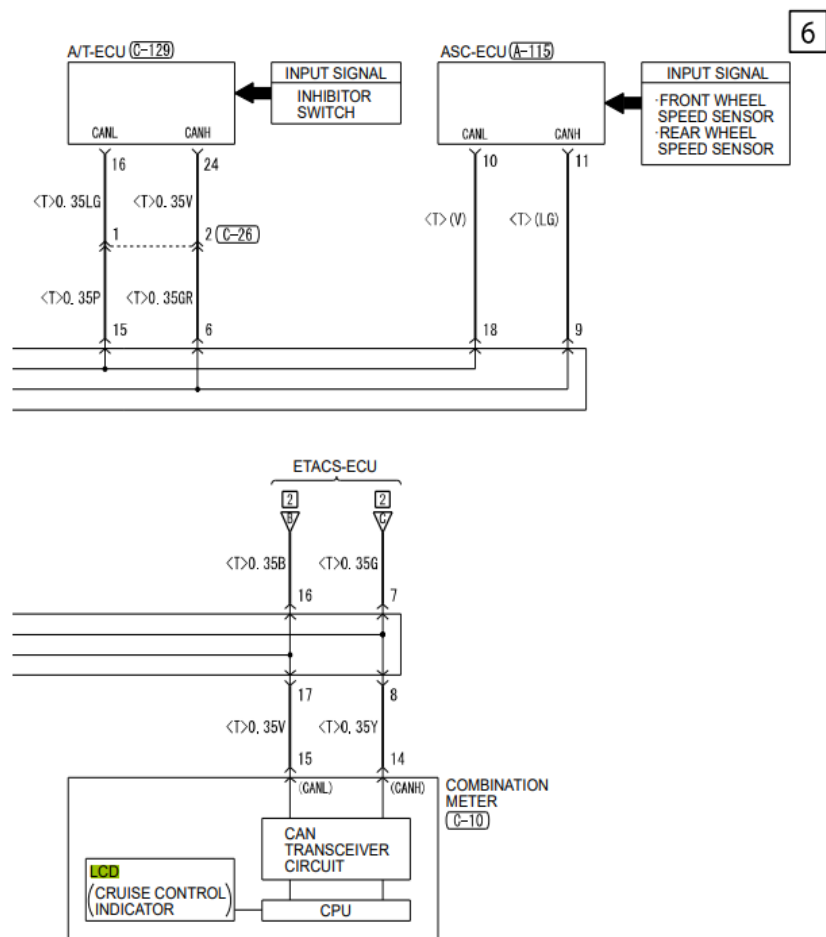 6
A/T-ECU (C-129)
INPUT SIGNAL
INHIBITOR
SWITCH
ASC-ECU (A-115)
INPUT SIGNAL
·FRONT WHEEL
SPEED SENSOR
·REAR WHEEL
SPEED SENSOR
CANL CANH
CANL CANH
16 24
10 11
<T>0.35LG <T>0.35V
<T>(V) <T>(LG)
1 2 (C-26)
<T>0.35P <T>0.35GR
15 6 18 9
ETACS-ECU
2 2
B C
<T>0.35B <T>0.35G
16 7
17 8
<T>0.35V <T>0.35Y
15 14
(CANL) (CANH)
COMBINATION
METER
(C-10)
CAN
TRANSCEIVER
CIRCUIT
LCD
(CRUISE CONTROL
INDICATOR)
CPU